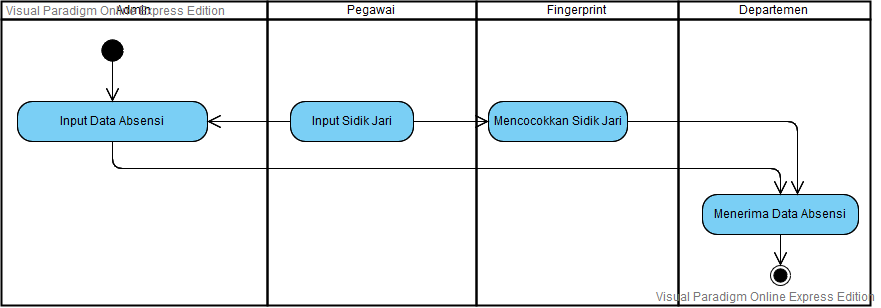 Visual Paradigm Online Express Edition
Admin
Pegawai
Fingerprint
Departemen
Input Data Absensi
Input Sidik Jari
Mencocokkan Sidik Jari
Menerima Data Absensi
Visual Paradigm Online Express Edition